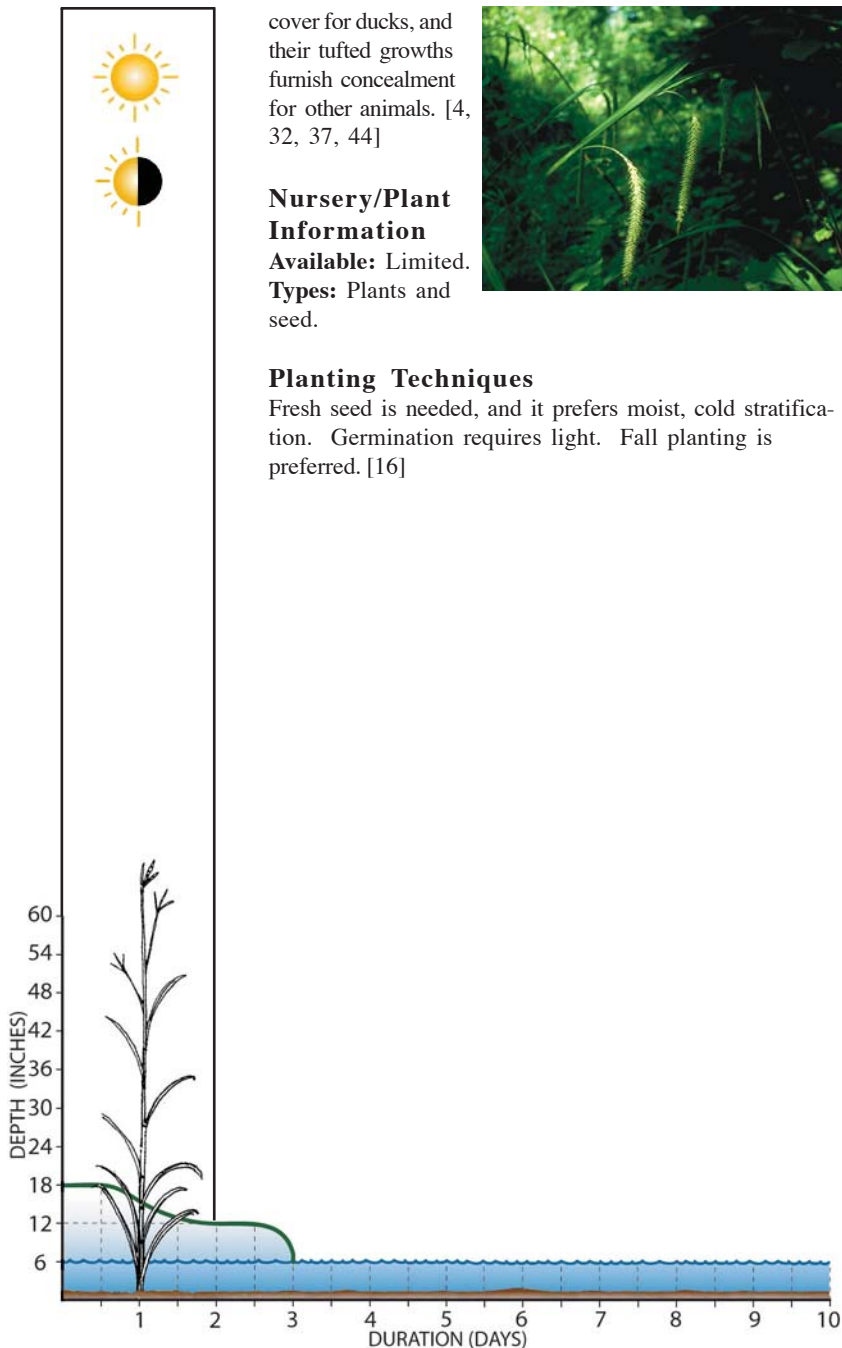 cover for ducks, and
their tufted growths
furnish concealment
for other animals. [4,
32, 37, 44]
Nursery/Plant
Information
Available: Limited.
Types: Plants and
seed.
Planting Techniques
Fresh seed is needed, and it prefers moist, cold stratifica-
tion. Germination requires light. Fall planting is
preferred. [16]
60
54
48
42
36
30
24
18
12
6
DEPTH (INCHES)
1 2 3 4 5 6 7 8 9 10
DURATION (DAYS)